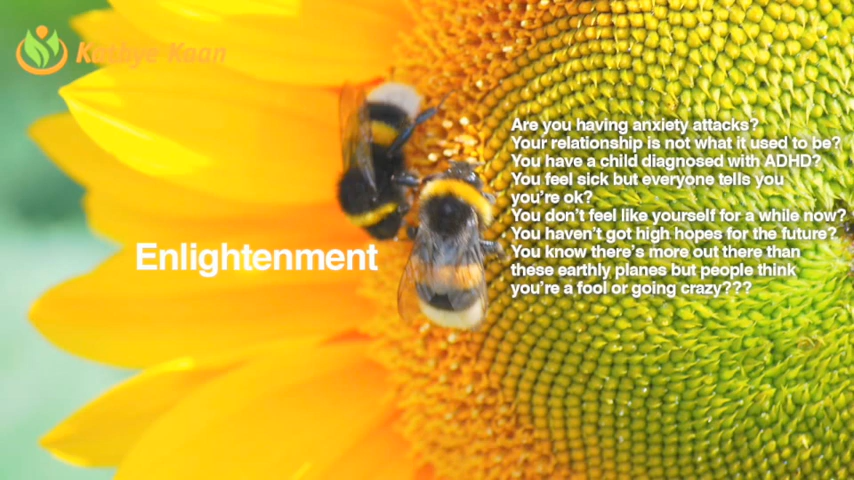 Kathye Kaan
Enlightenment
Are you having anxiety attacks?
Your relationship is not what it used to be?
You have a child diagnosed with ADHD?
You feel sick but everyone tells you
you're ok?
You don't feel like yourself for a while now?
You haven't got high hopes for the future?
You know there's more out there than
these earthly planes but people think
you're a fool or going crazy???